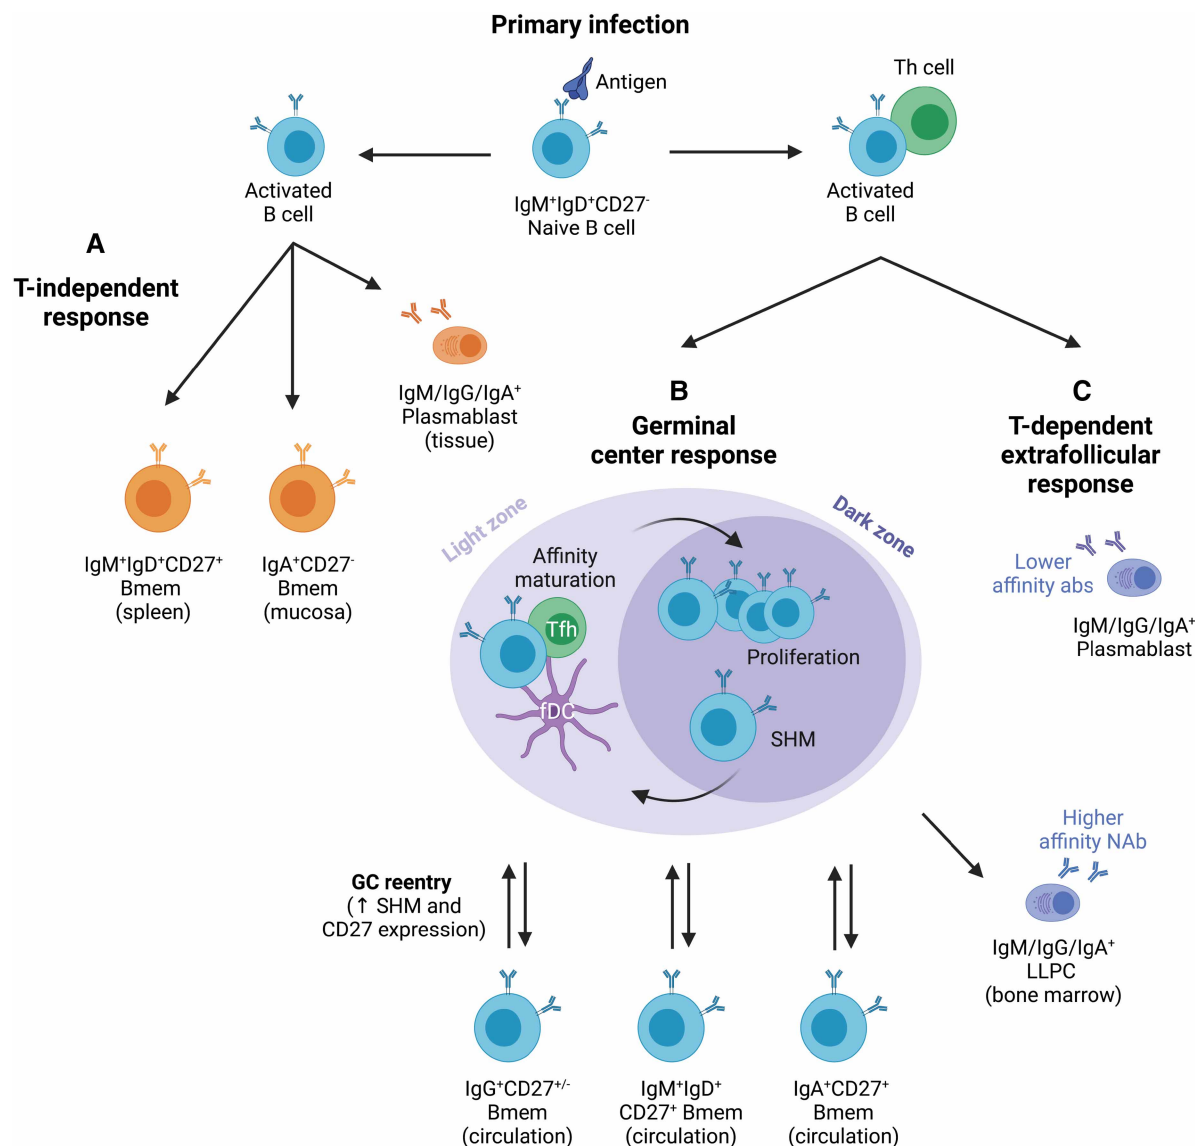 Primary infection
Antigen
Th cell
Activated
B cell
IgM⁺IgD⁺CD27⁻
Naive B cell
Activated
B cell
A
T-independent
response
IgM/IgG/IgA⁺
Plasmablast
(tissue)
IgM⁺IgD⁺CD27⁺
Bmem
(spleen)
IgA⁺CD27⁻
Bmem
(mucosa)
B
Germinal
center response
C
T-dependent
extrafollicular
response
Light zone
Dark zone
Affinity
maturation
Tfh
fDC
Proliferation
SHM
Lower
affinity abs
IgM/IgG/IgA⁺
Plasmablast
Higher
affinity NAb
IgM/IgG/IgA⁺
LLPC
(bone marrow)
GC reentry
(↑ SHM and
CD27 expression)
IgG⁺CD27⁺/⁻
Bmem
(circulation)
IgM⁺IgD⁺
CD27⁺ Bmem
(circulation)
IgA⁺CD27⁺
Bmem
(circulation)